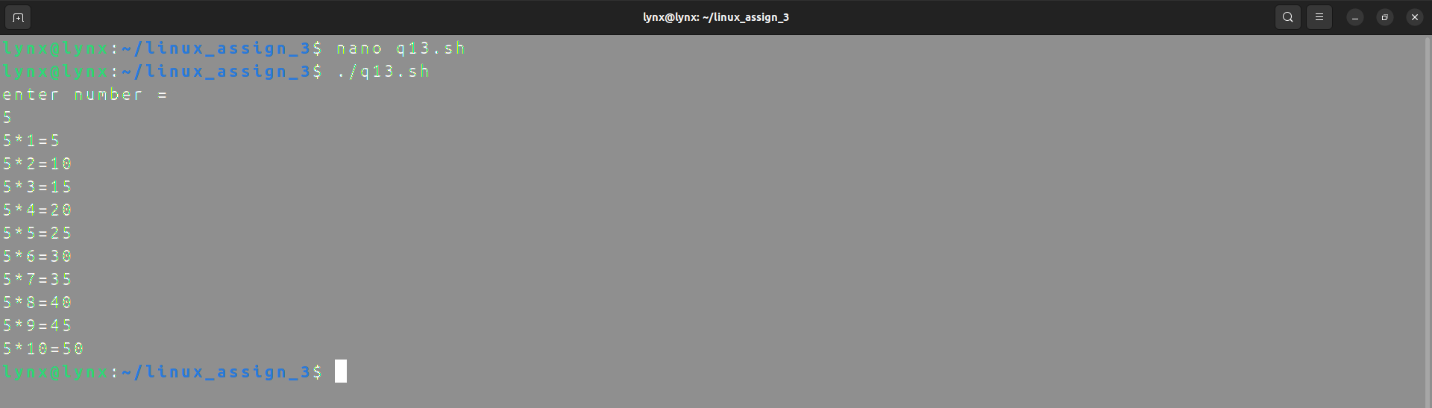 lynx@lynx: ~/linux_assign_3
lynx@lynx:~/linux_assign_3$ nano q13.sh
lynx@lynx:~/linux_assign_3$ ./q13.sh
enter number =
5
5*1=5
5*2=10
5*3=15
5*4=20
5*5=25
5*6=30
5*7=35
5*8=40
5*9=45
5*10=50
lynx@lynx:~/linux_assign_3$